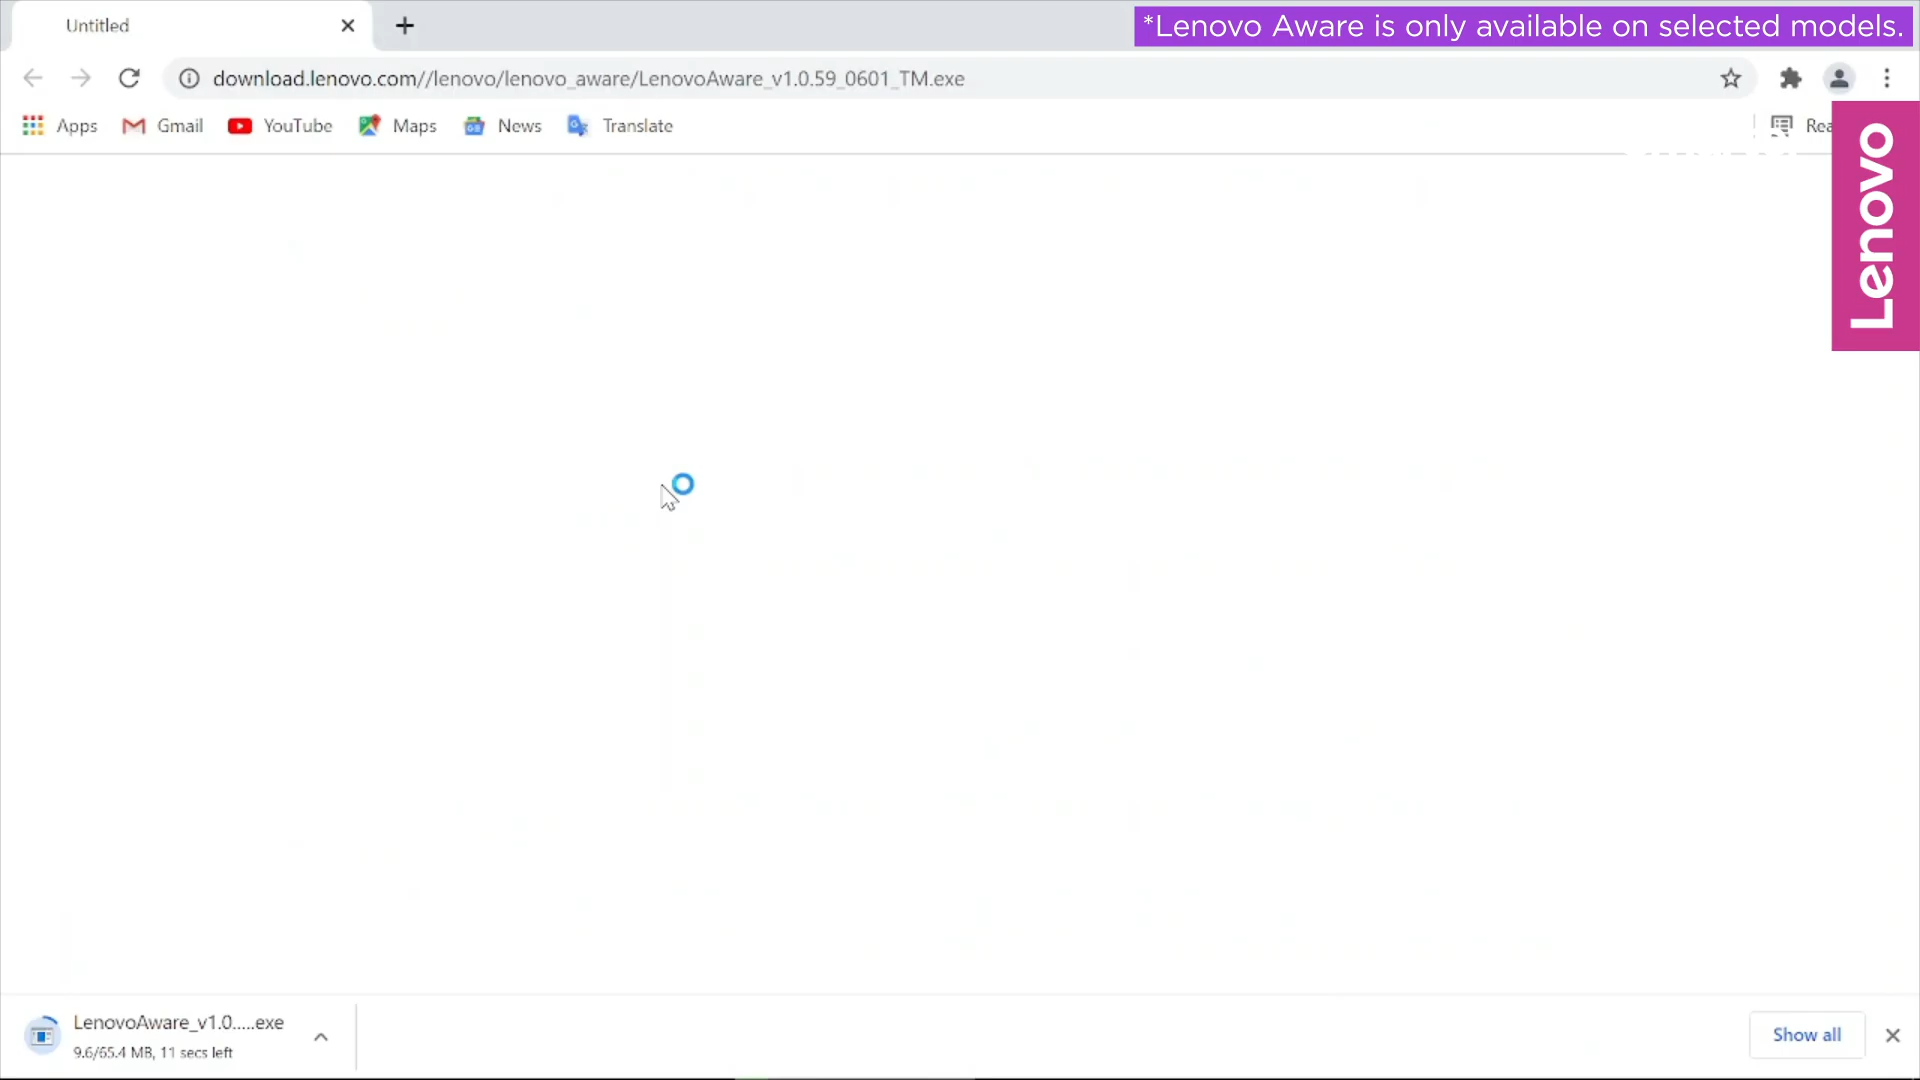 Untitled
*Lenovo Aware is only available on selected models.
download.lenovo.com//lenovo/lenovo_aware/LenovoAware_v1.0.59_0601_TM.exe
Apps Gmail YouTube Maps News Translate Rea
Lenovo
LenovoAware_v1.0.....exe
9.6/65.4 MB, 11 secs left
Show all